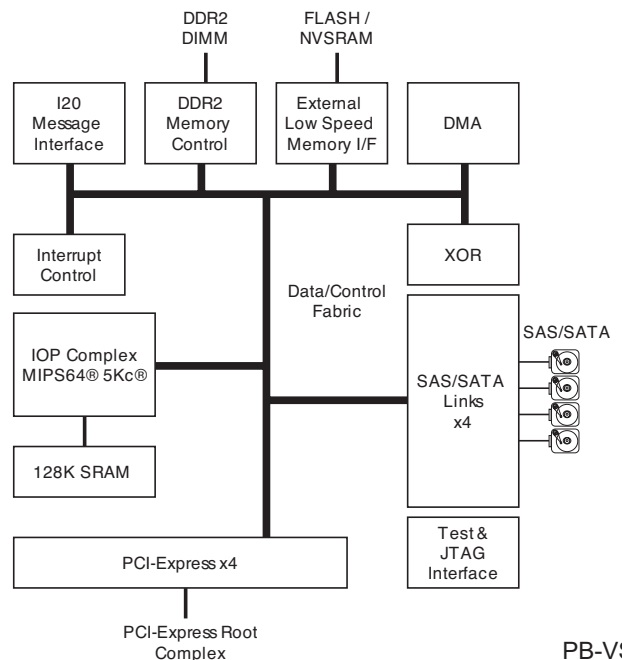 DDR2
DIMM
FLASH /
NVSRAM
I20
Message
Interface
DDR2
Memory
Control
External
Low Speed
Memory I/F
DMA
Interrupt
Control
XOR
Data/Control
Fabric
IOP Complex
MIPS64® 5Kc®
SAS/SATA
Links
x4
SAS/SATA
128K SRAM
PCI-Express x4
Test &
JTAG
Interface
PCI-Express Root
Complex
PB-VS